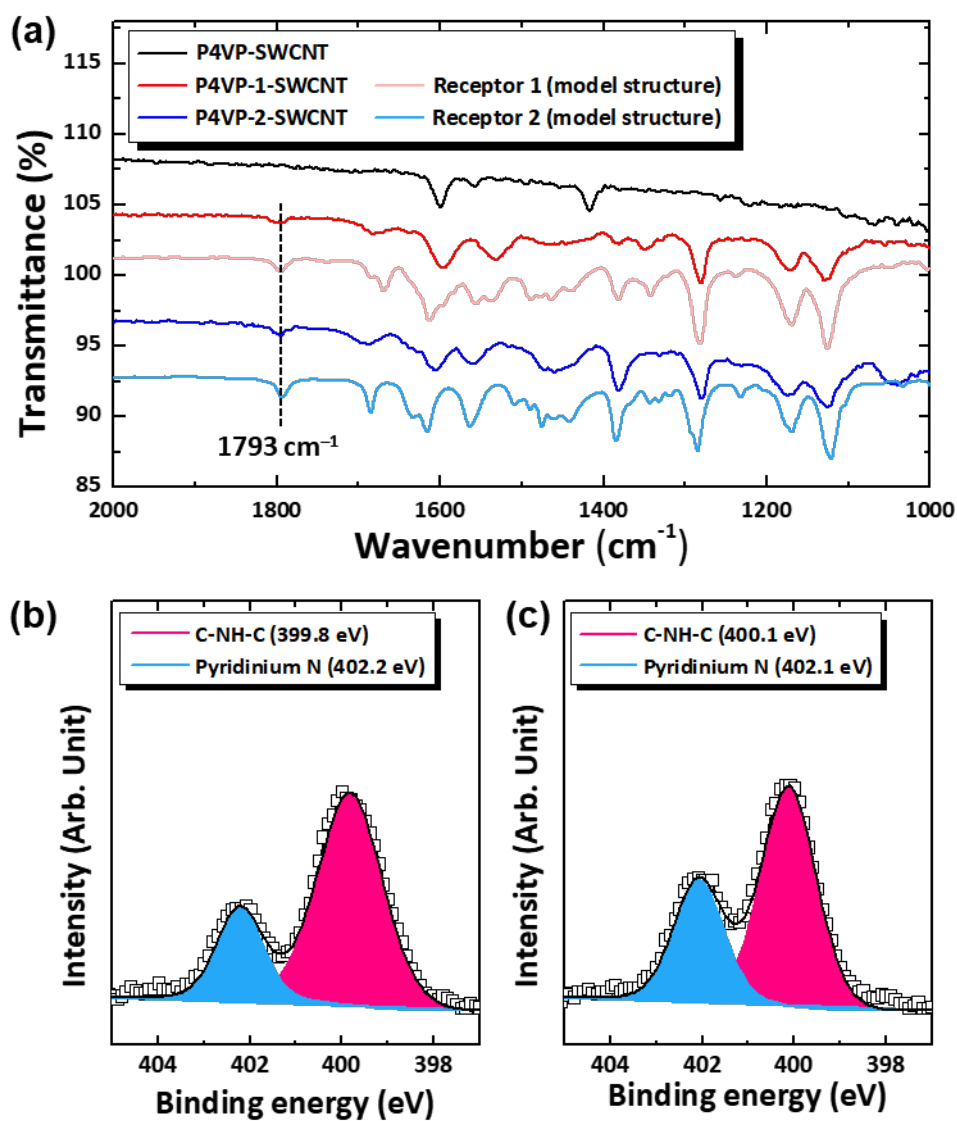 (a)
P4VP-SWCNT
P4VP-1-SWCNT Receptor 1 (model structure)
P4VP-2-SWCNT Receptor 2 (model structure)
Transmittance (%)
115
110
105
100
95
90
85
1793 cm⁻¹
2000 1800 1600 1400 1200 1000
Wavenumber (cm⁻¹)
(b)
C-NH-C (399.8 eV)
Pyridinium N (402.2 eV)
Intensity (Arb. Unit)
404 402 400 398
Binding energy (eV)
(c)
C-NH-C (400.1 eV)
Pyridinium N (402.1 eV)
Intensity (Arb. Unit)
404 402 400 398
Binding energy (eV)